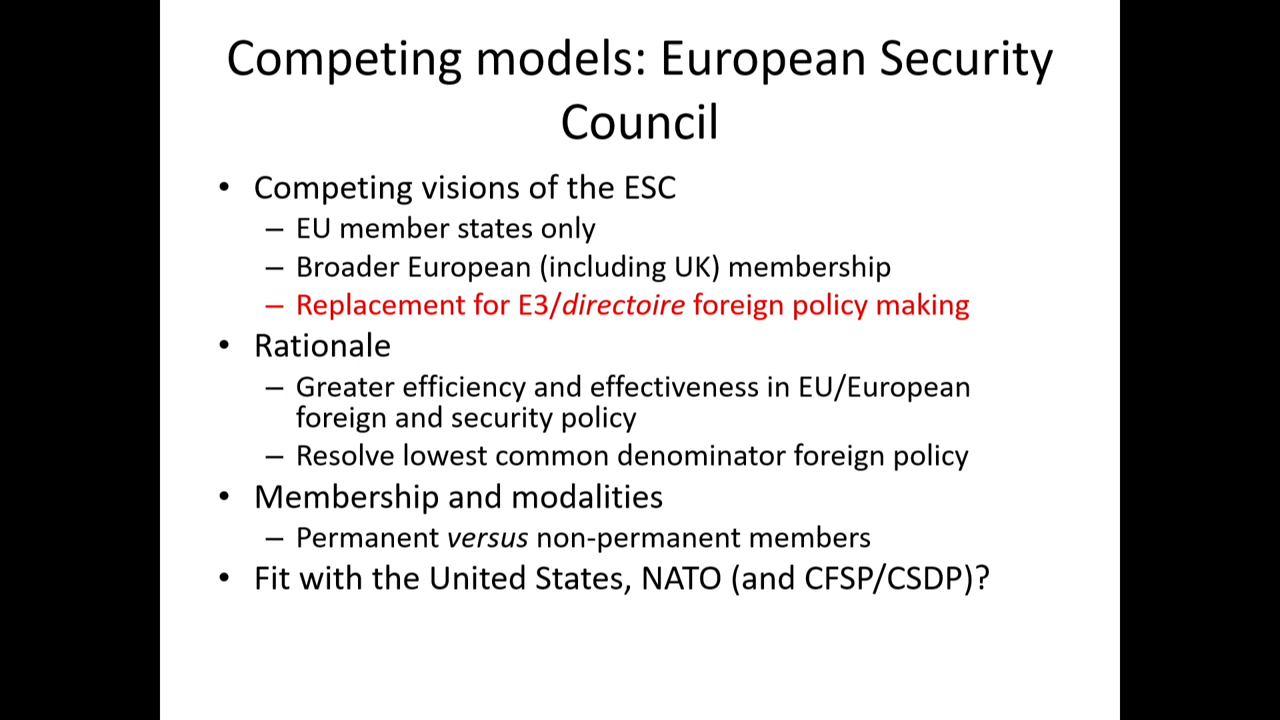 Competing models: European Security
Council
• Competing visions of the ESC
– EU member states only
– Broader European (including UK) membership
– Replacement for E3/directoire foreign policy making
• Rationale
– Greater efficiency and effectiveness in EU/European
foreign and security policy
– Resolve lowest common denominator foreign policy
• Membership and modalities
– Permanent versus non-permanent members
• Fit with the United States, NATO (and CFSP/CSDP)?